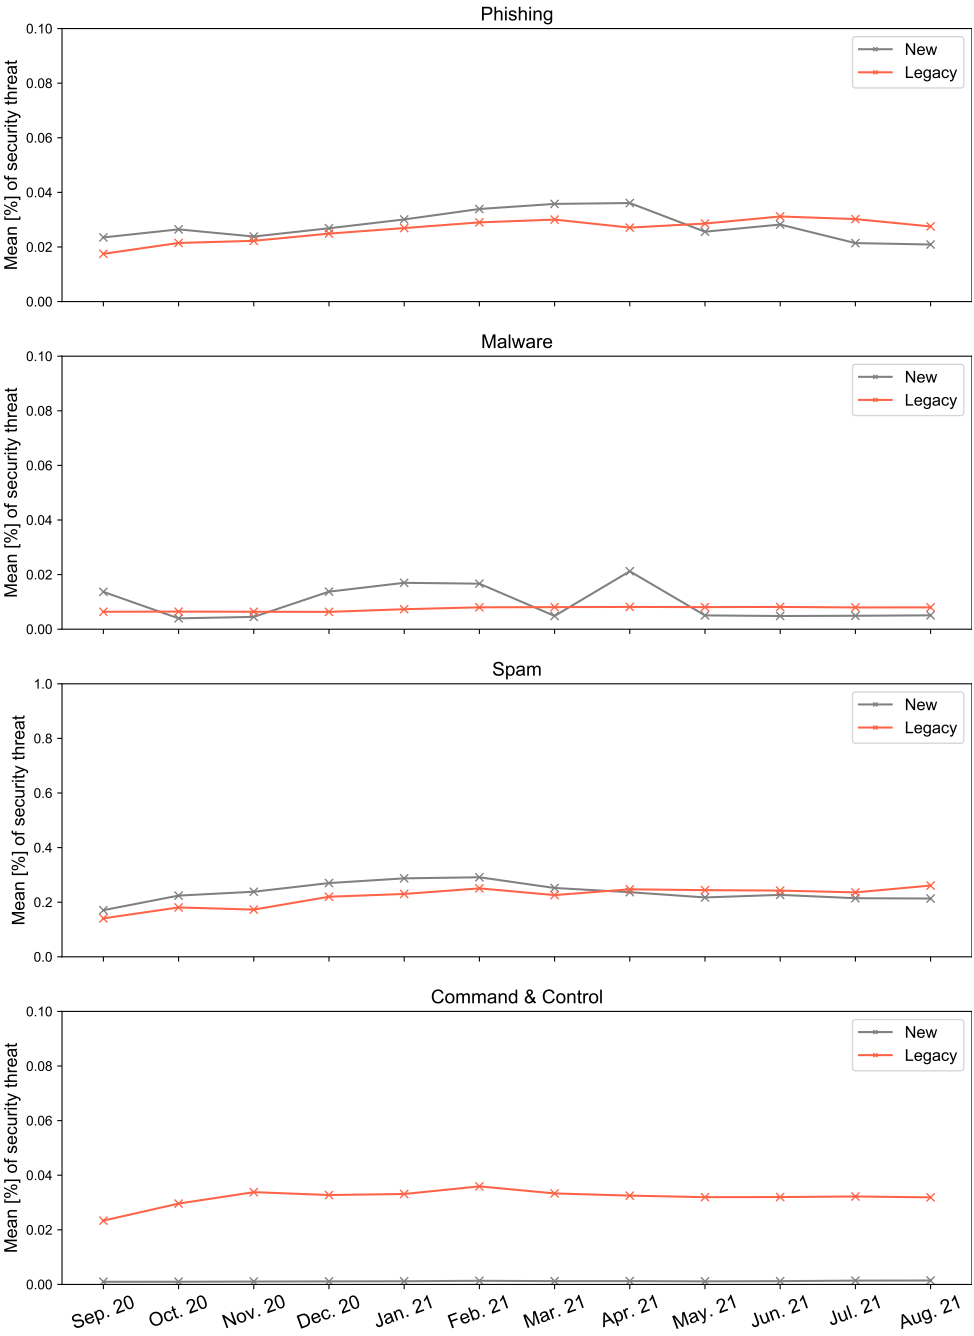 Phishing
Mean [%] of security threat
0.10
0.08
0.06
0.04
0.02
0.00
New
Legacy
Malware
Mean [%] of security threat
0.10
0.08
0.06
0.04
0.02
0.00
New
Legacy
Spam
Mean [%] of security threat
1.0
0.8
0.6
0.4
0.2
0.0
New
Legacy
Command & Control
Mean [%] of security threat
0.10
0.08
0.06
0.04
0.02
0.00
New
Legacy
Sep. 20 Oct. 20 Nov. 20 Dec. 20 Jan. 21 Feb. 21 Mar. 21 Apr. 21 May. 21 Jun. 21 Jul. 21 Aug. 21